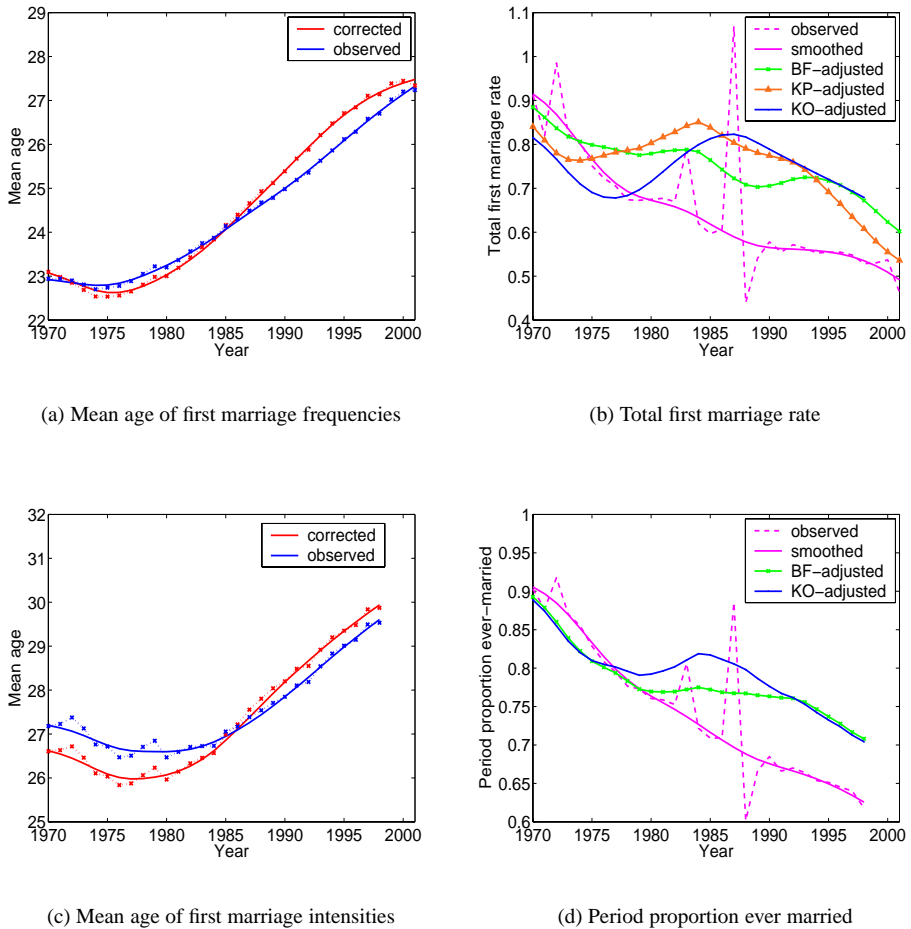 29
28
27
26
25
24
23
22
Mean age
1970 1975 1980 1985 1990 1995 2000
Year
corrected
observed
(a) Mean age of first marriage frequencies
1.1
1
0.9
0.8
0.7
0.6
0.5
0.4
Total first marriage rate
1970 1975 1980 1985 1990 1995 2000
Year
observed
smoothed
BF−adjusted
KP−adjusted
KO−adjusted
(b) Total first marriage rate
32
31
30
29
28
27
26
25
Mean age
1970 1975 1980 1985 1990 1995 2000
Year
corrected
observed
(c) Mean age of first marriage intensities
1
0.95
0.9
0.85
0.8
0.75
0.7
0.65
0.6
Period proportion ever−married
1970 1975 1980 1985 1990 1995 2000
Year
observed
smoothed
BF−adjusted
KO−adjusted
(d) Period proportion ever married